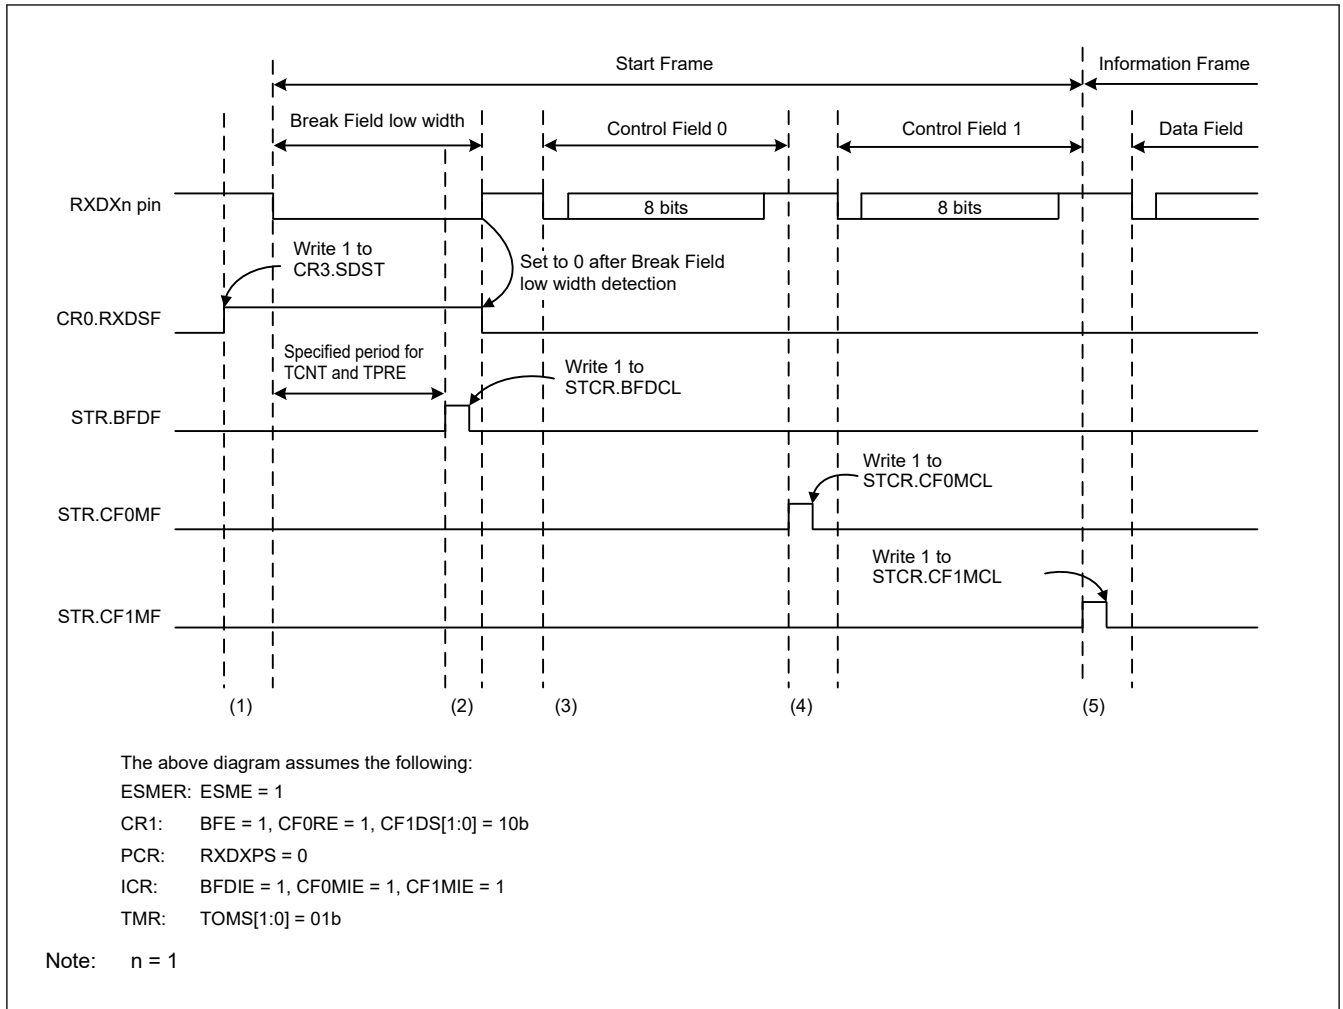 Start Frame
Information Frame
Break Field low width
Control Field 0
Control Field 1
Data Field
RXDXn pin
8 bits
8 bits
Write 1 to
CR3.SDST
Set to 0 after Break Field
low width detection
CR0.RXDSF
Specified period for
TCNT and TPRE
Write 1 to
STCR.BFDCL
STR.BFDF
Write 1 to
STCR.CF0MCL
STR.CF0MF
Write 1 to
STCR.CF1MCL
STR.CF1MF
(1)
(2)
(3)
(4)
(5)
The above diagram assumes the following:
ESMER: ESME = 1
CR1: BFE = 1, CF0RE = 1, CF1DS[1:0] = 10b
PCR: RXDXPS = 0
ICR: BFDIE = 1, CF0MIE = 1, CF1MIE = 1
TMR: TOMS[1:0] = 01b
Note: n = 1